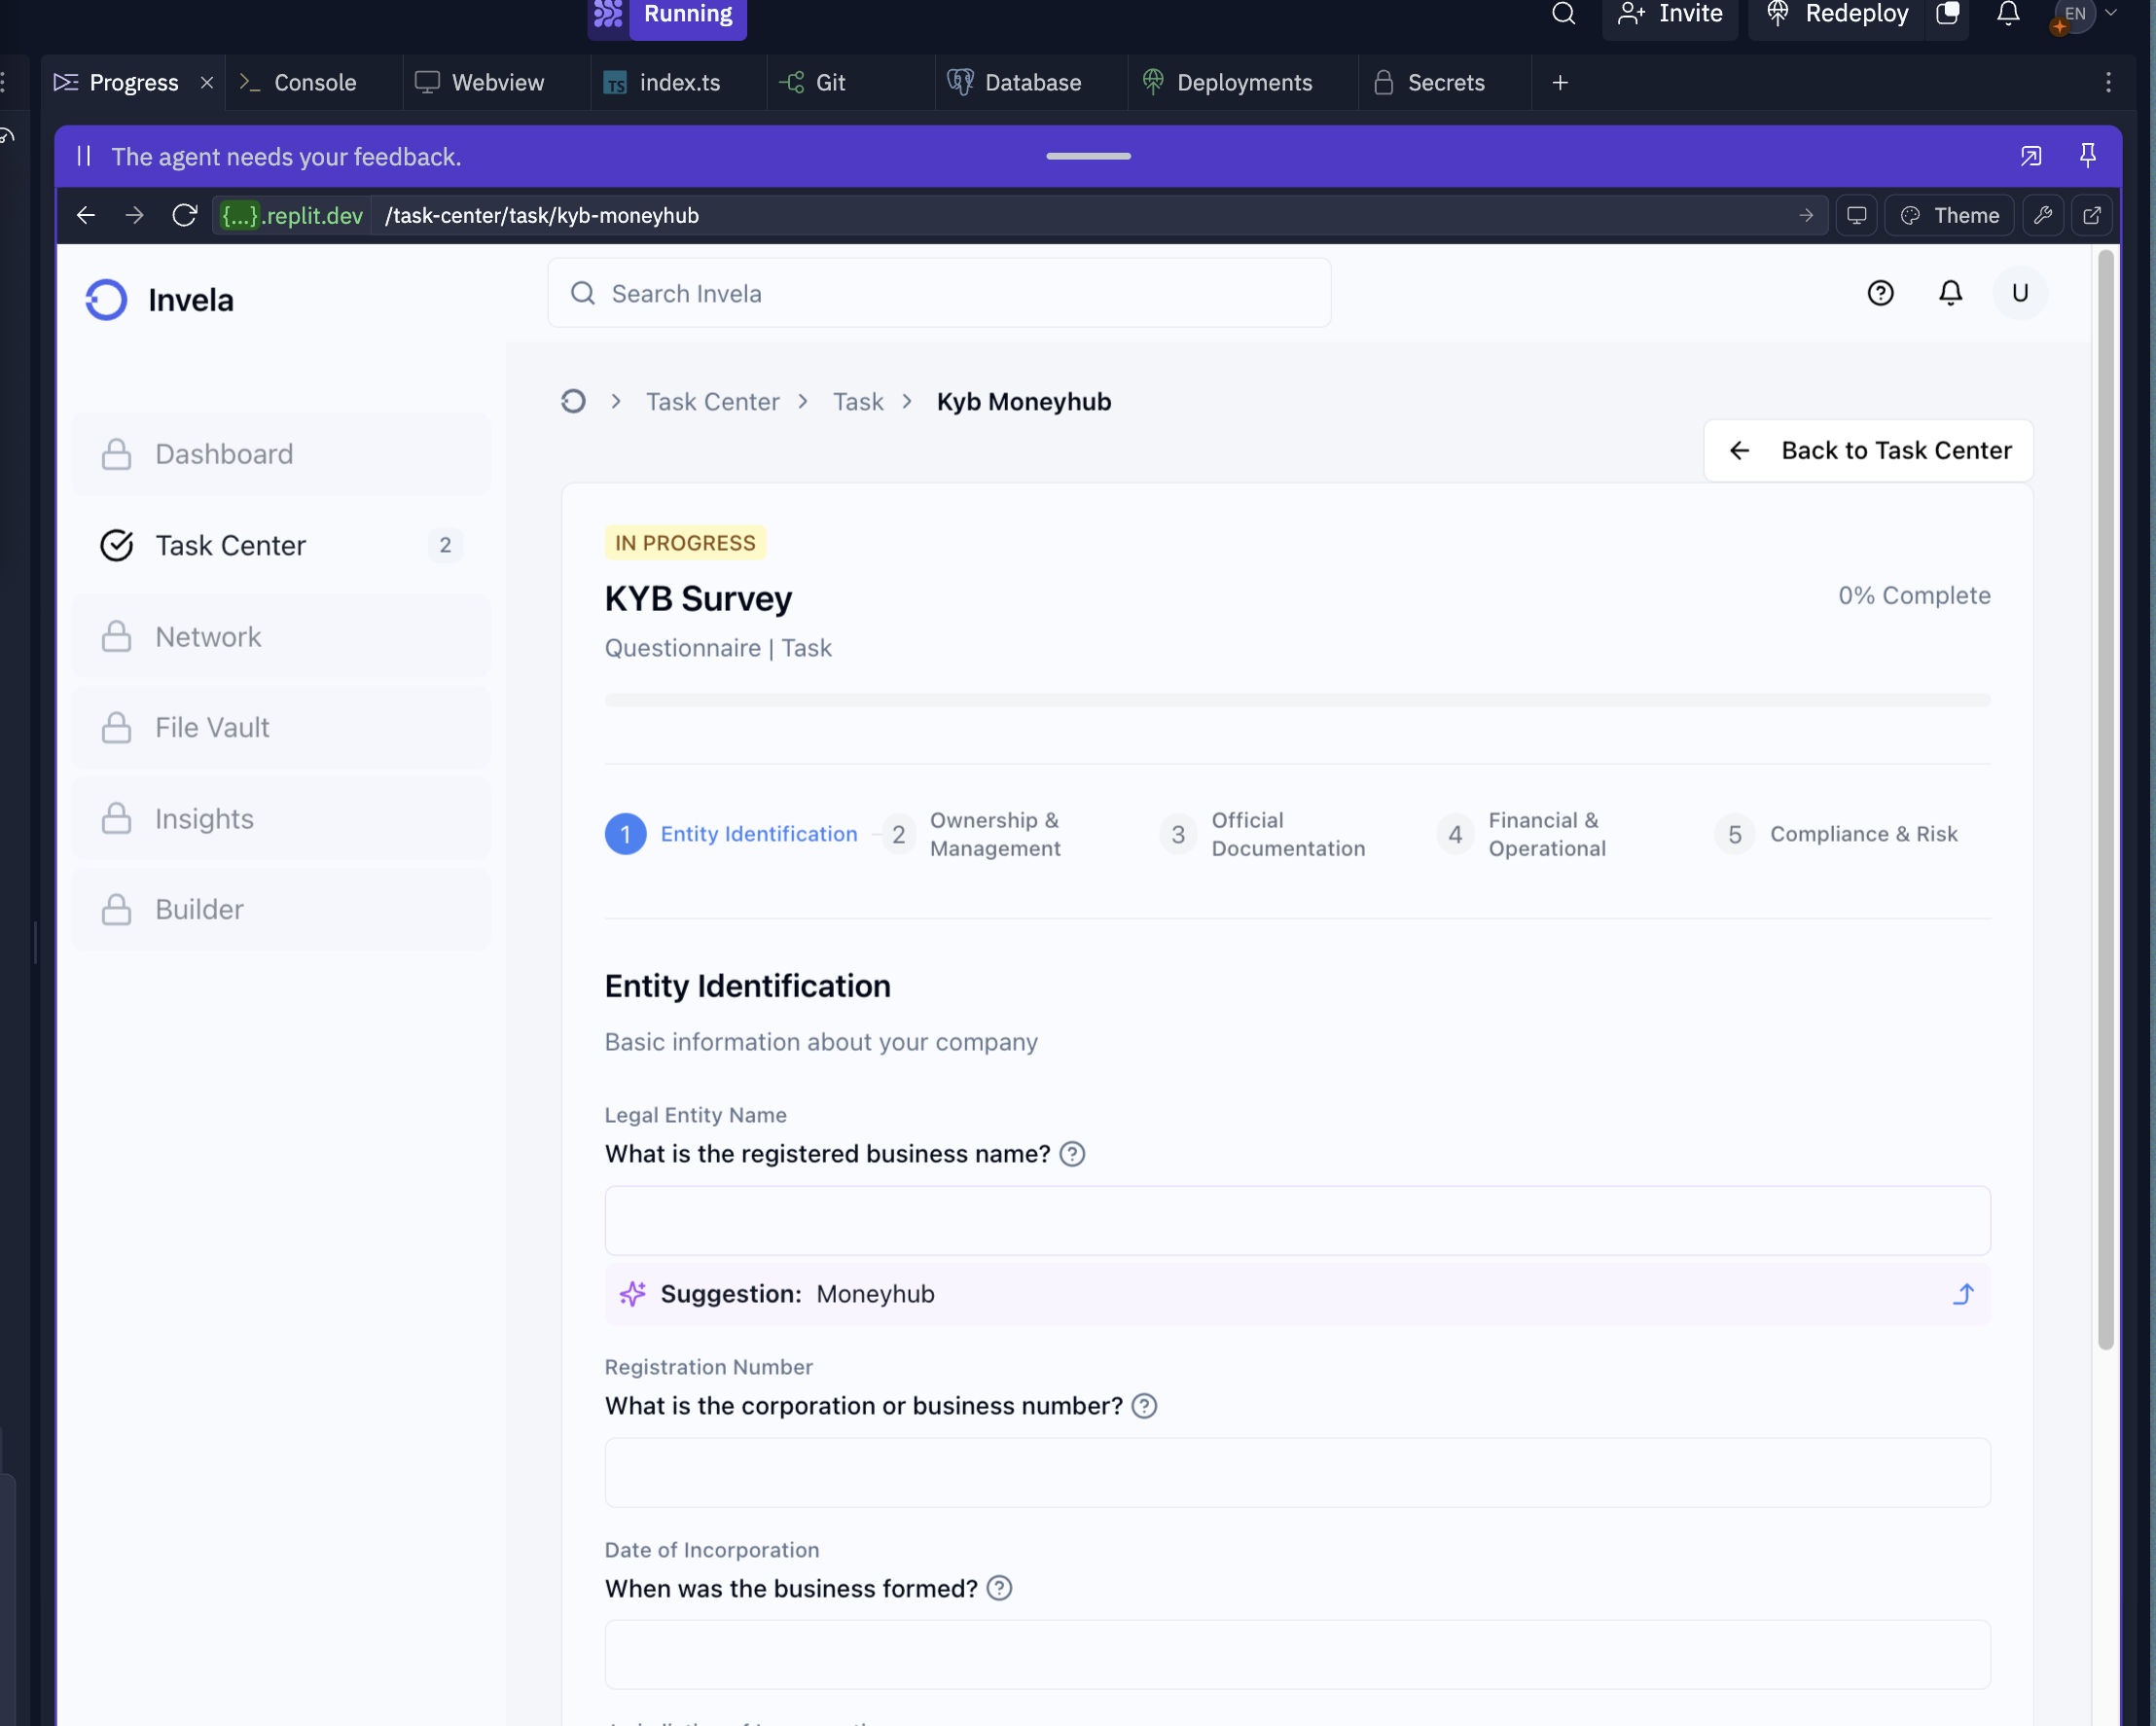 Running
Invite
Redeploy
EN
Progress
Console
Webview
TS index.ts
Git
Database
Deployments
Secrets
The agent needs your feedback.
{...}.replit.dev /task-center/task/kyb-moneyhub
Theme
Invela
Search Invela
U
Task Center > Task > Kyb Moneyhub
Back to Task Center
Dashboard
Task Center 2
Network
File Vault
Insights
Builder
IN PROGRESS
KYB Survey
0% Complete
Questionnaire | Task
1 Entity Identification
2 Ownership & Management
3 Official Documentation
4 Financial & Operational
5 Compliance & Risk
Entity Identification
Basic information about your company
Legal Entity Name
What is the registered business name?
Suggestion: Moneyhub
Registration Number
What is the corporation or business number?
Date of Incorporation
When was the business formed?